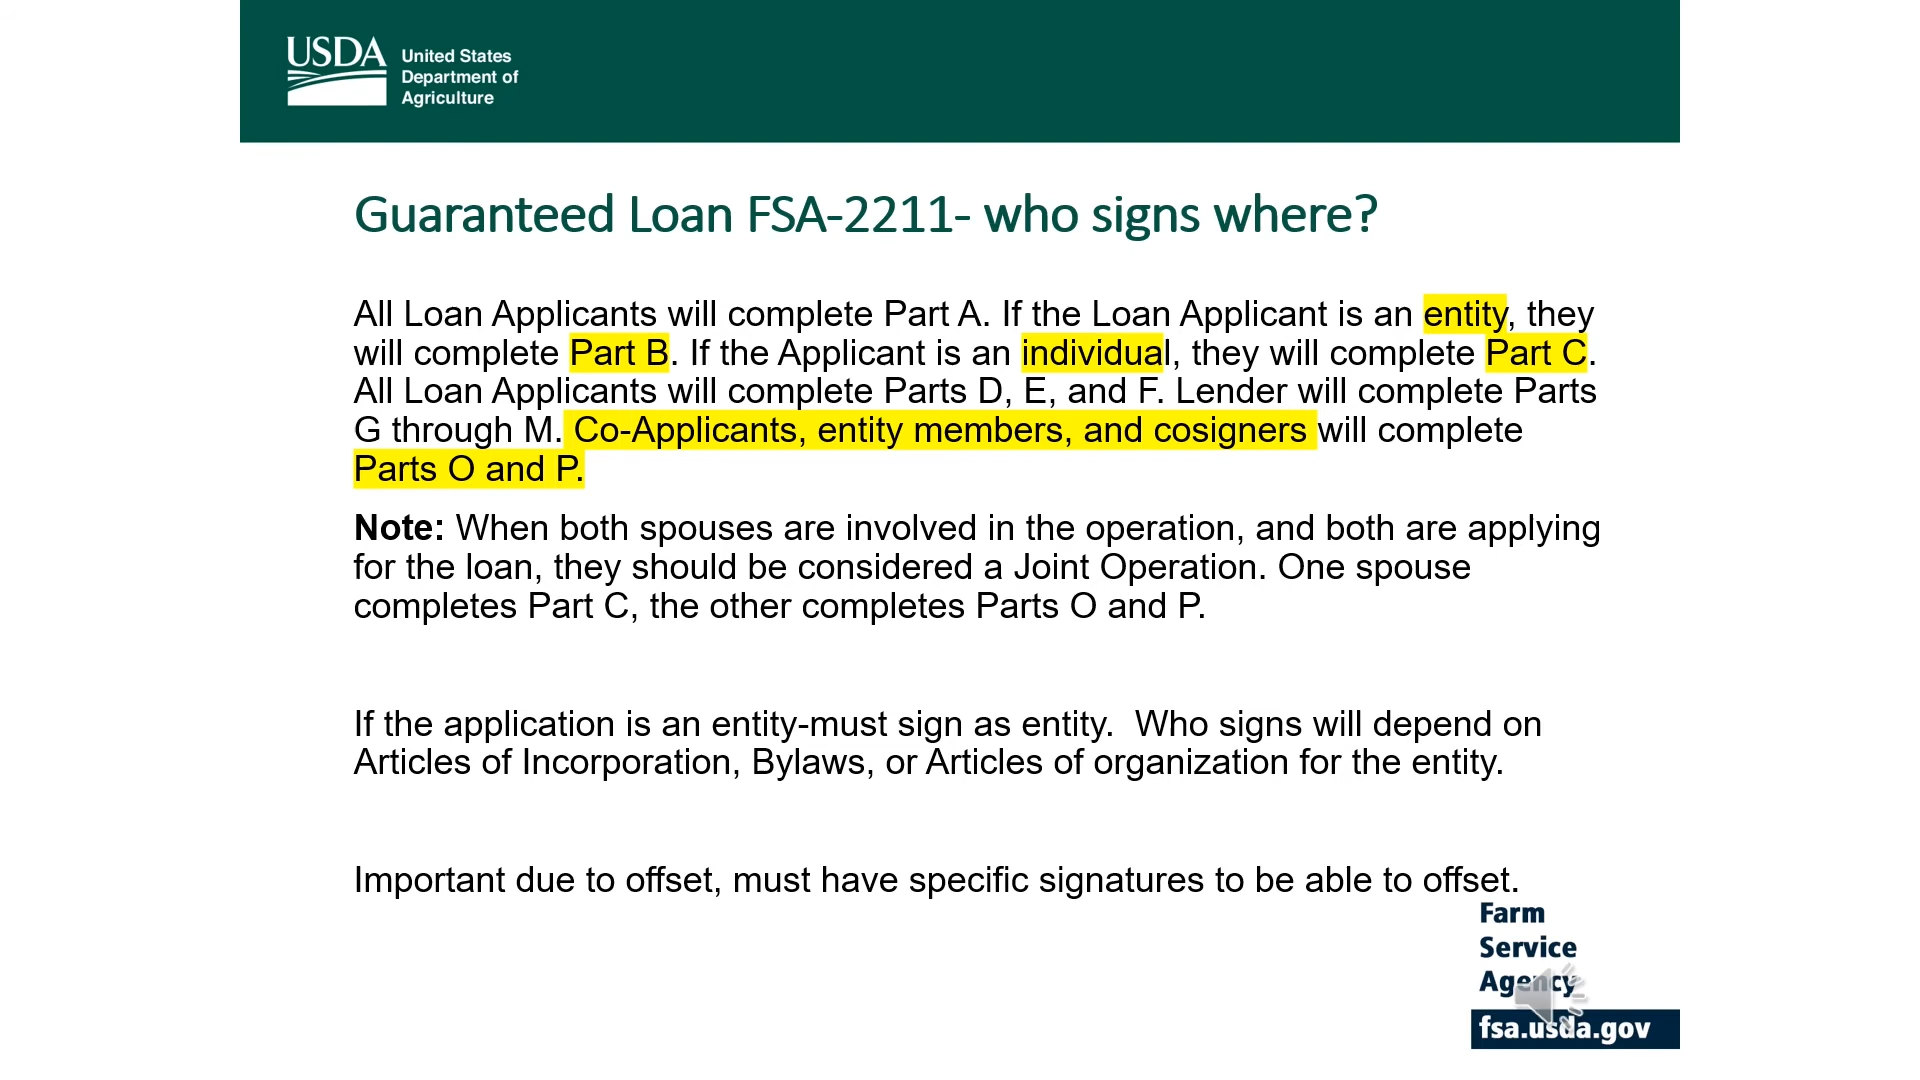 USDA
United States
Department of
Agriculture
Guaranteed Loan FSA-2211- who signs where?
All Loan Applicants will complete Part A. If the Loan Applicant is an entity, they
will complete Part B. If the Applicant is an individual, they will complete Part C.
All Loan Applicants will complete Parts D, E, and F. Lender will complete Parts
G through M. Co-Applicants, entity members, and cosigners will complete
Parts O and P.
Note: When both spouses are involved in the operation, and both are applying
for the loan, they should be considered a Joint Operation. One spouse
completes Part C, the other completes Parts O and P.
If the application is an entity-must sign as entity.  Who signs will depend on
Articles of Incorporation, Bylaws, or Articles of organization for the entity.
Important due to offset, must have specific signatures to be able to offset.
Farm
Service
Agency
fsa.usda.gov